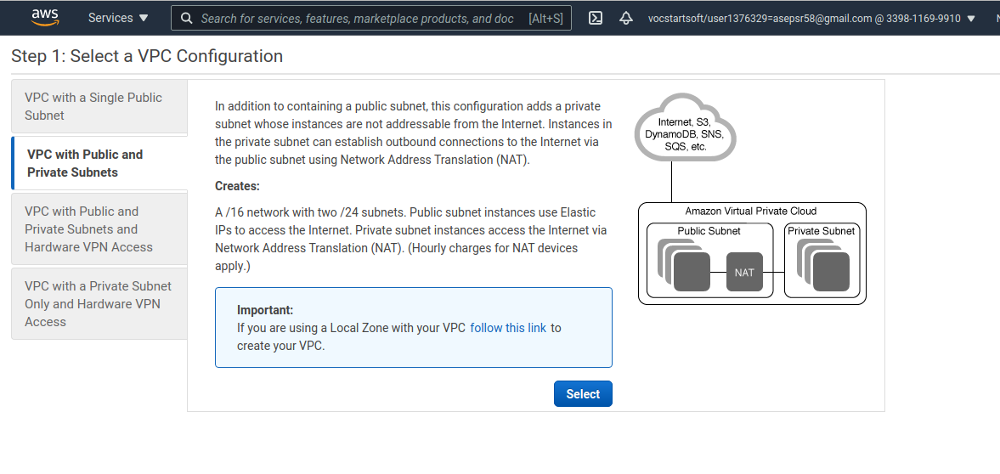 aws
Services ▼
Search for services, features, marketplace products, and doc [Alt+S]
vocstartsoft/user1376329=asepsr58@gmail.com @ 3398-1169-9910 ▼
Step 1: Select a VPC Configuration
VPC with a Single Public
Subnet
VPC with Public and
Private Subnets
VPC with Public and
Private Subnets and
Hardware VPN Access
VPC with a Private Subnet
Only and Hardware VPN
Access
In addition to containing a public subnet, this configuration adds a private
subnet whose instances are not addressable from the Internet. Instances in
the private subnet can establish outbound connections to the Internet via
the public subnet using Network Address Translation (NAT).
Creates:
A /16 network with two /24 subnets. Public subnet instances use Elastic
IPs to access the Internet. Private subnet instances access the Internet via
Network Address Translation (NAT). (Hourly charges for NAT devices
apply.)
Important:
If you are using a Local Zone with your VPC follow this link to
create your VPC.
Select
Internet, S3,
DynamoDB, SNS,
SQS, etc.
Amazon Virtual Private Cloud
Public Subnet
Private Subnet
NAT